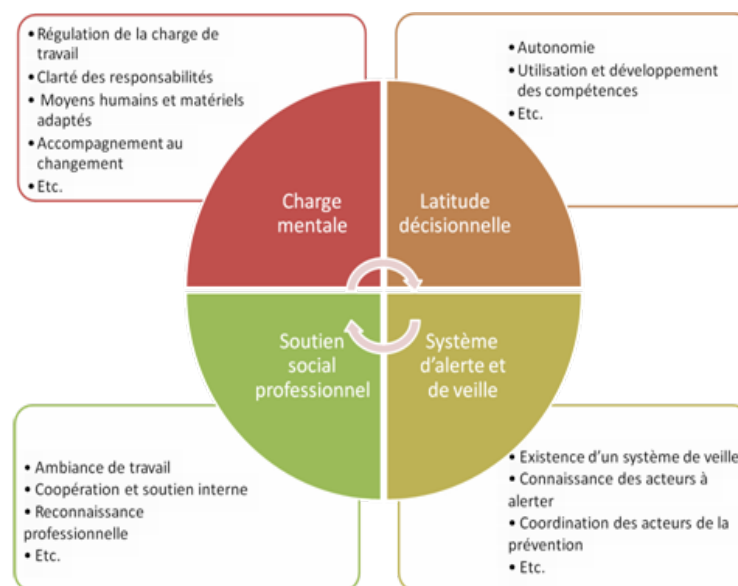 • Régulation de la charge de
travail
• Clarté des responsabilités
• Moyens humains et matériels
adaptés
• Accompagnement au
changement
• Etc.
• Autonomie
• Utilisation et développement
des compétences
• Etc.
Charge
mentale
Latitude
décisionnelle
Soutien
social
professionnel
Système
d'alerte et
de veille
• Ambiance de travail
• Coopération et soutien interne
• Reconnaissance
professionnelle
• Etc.
• Existence d'un système de veille
• Connaissance des acteurs à
alerter
• Coordination des acteurs de la
prévention
• Etc.